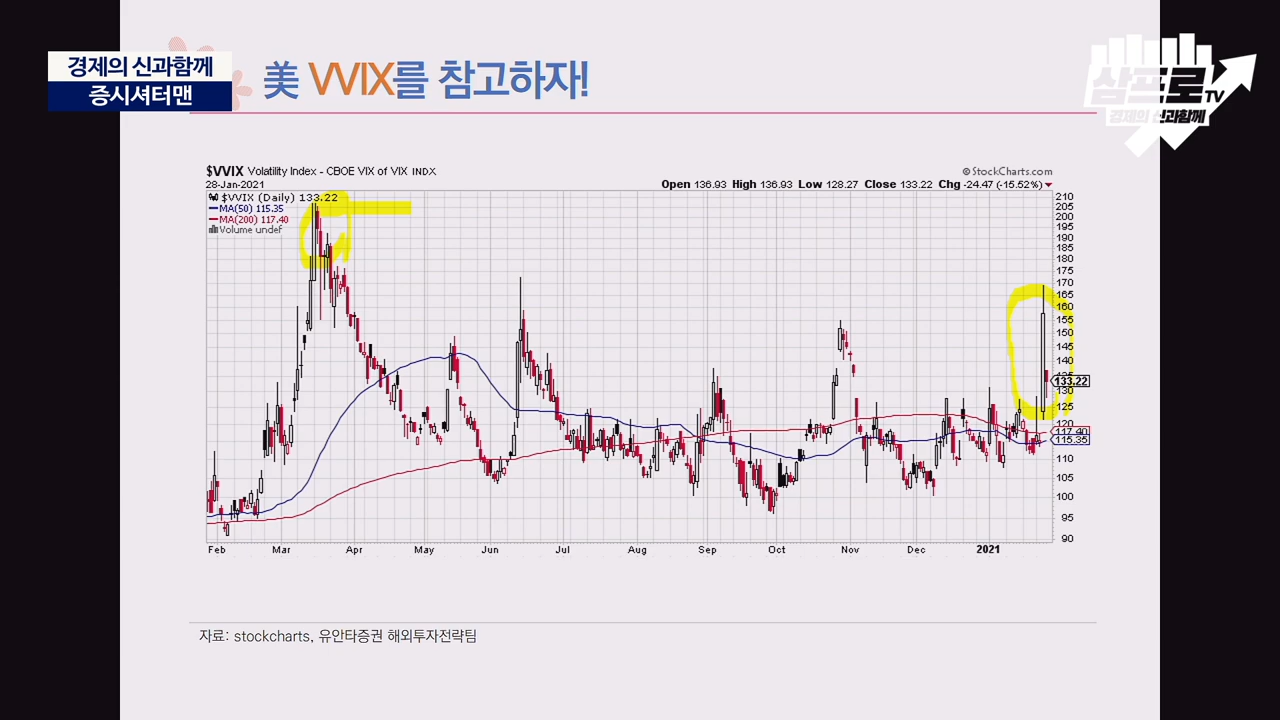 경제의 신과함께
증시셔터맨
美 VVIX를 참고하자!
삼프로TV
경제의 신과함께
$VVIX Volatility Index - CBOE VIX of VIX INDX
© StockCharts.com
28-Jan-2021
Open 136.93 High 136.93 Low 128.27 Close 133.22 Chg -24.47 (-15.52%)
$VVIX (Daily) 133.22
MA(50) 115.35
MA(200) 117.40
Volume undef
210
205
200
195
190
185
180
175
170
165
160
155
150
145
140
135
133.22
130
125
120
117.40
115.35
110
105
100
95
90
Feb Mar Apr May Jun Jul Aug Sep Oct Nov Dec 2021
자료: stockcharts, 유안타증권 해외투자전략팀